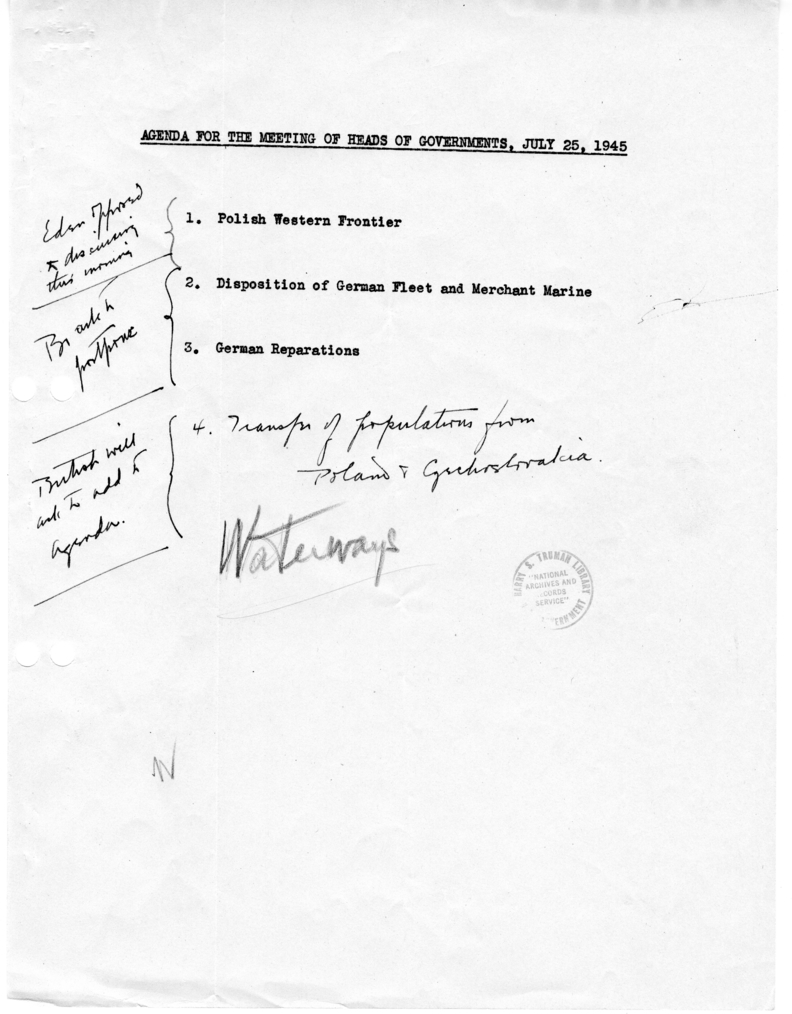 AGENDA FOR THE MEETING OF HEADS OF GOVERNMENTS, JULY 25, 1945
Eden opposed
to discussing
this morning
1. Polish Western Frontier
2. Disposition of German Fleet and Merchant Marine
Br ask to
postpone
3. German Reparations
British will
ask to add to
agenda.
4. Transfer of populations from
Poland & Czechoslovakia.
Waterways
HARRY S. TRUMAN LIBRARY
"NATIONAL
ARCHIVES AND
RECORDS
SERVICE"
N